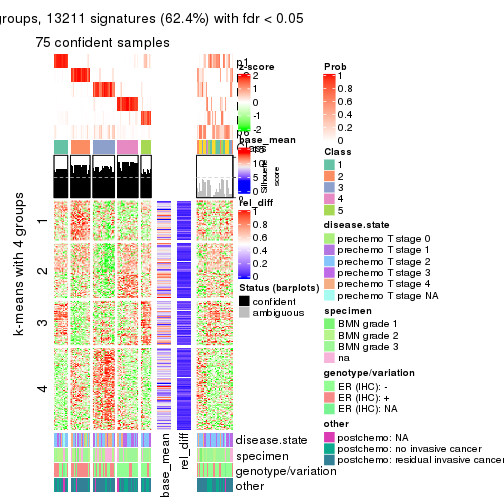 groups, 13211 signatures (62.4%) with fdr < 0.05
75 confident samples
z-score
2
1
0
-1
-2
base_mean
10
5
0
Silhouette
score
rel_diff
1
0.8
0.6
0.4
0.2
0
Status (barplots)
confident
ambiguous
Prob
1
0.8
0.6
0.4
0.2
0
Class
1
2
3
4
5
disease.state
prechemo T stage 0
prechemo T stage 1
prechemo T stage 2
prechemo T stage 3
prechemo T stage 4
prechemo T stage NA
specimen
BMN grade 1
BMN grade 2
BMN grade 3
na
genotype/variation
ER (IHC): -
ER (IHC): +
ER (IHC): NA
other
postchemo: NA
postchemo: no invasive cancer
postchemo: residual invasive cancer
k-means with 4 groups
1
2
3
4
base_mean
rel_diff
disease.state
specimen
genotype/variation
other